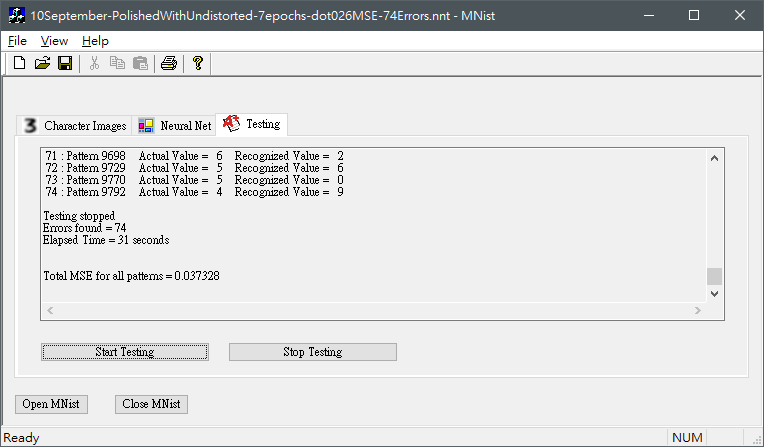 10September-PolishedWithUndistorted-7epochs-dot026MSE-74Errors.nnt - MNist
File View Help
Character Images Neural Net Testing
71 : Pattern 9698 Actual Value = 6 Recognized Value = 2
72 : Pattern 9729 Actual Value = 5 Recognized Value = 6
73 : Pattern 9770 Actual Value = 5 Recognized Value = 0
74 : Pattern 9792 Actual Value = 4 Recognized Value = 9
Testing stopped
Errors found = 74
Elapsed Time = 31 seconds
Total MSE for all patterns = 0.037328
Start Testing Stop Testing
Open MNist Close MNist
Ready NUM